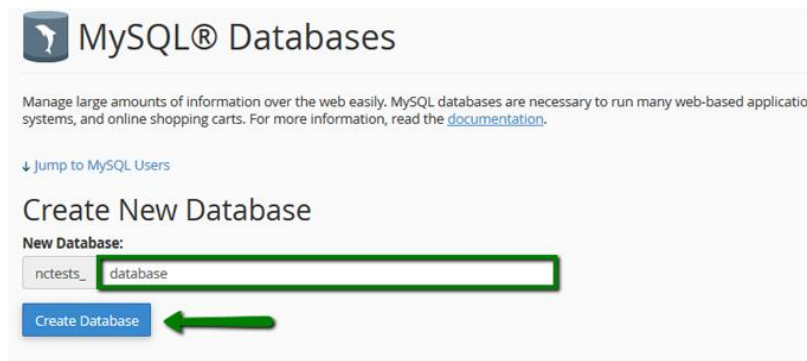 MySQL® Databases
Manage large amounts of information over the web easily. MySQL databases are necessary to run many web-based
systems, and online shopping carts. For more information, read the documentation.
↓ Jump to MySQL Users
Create New Database
New Database:
nctests_ database
Create Database